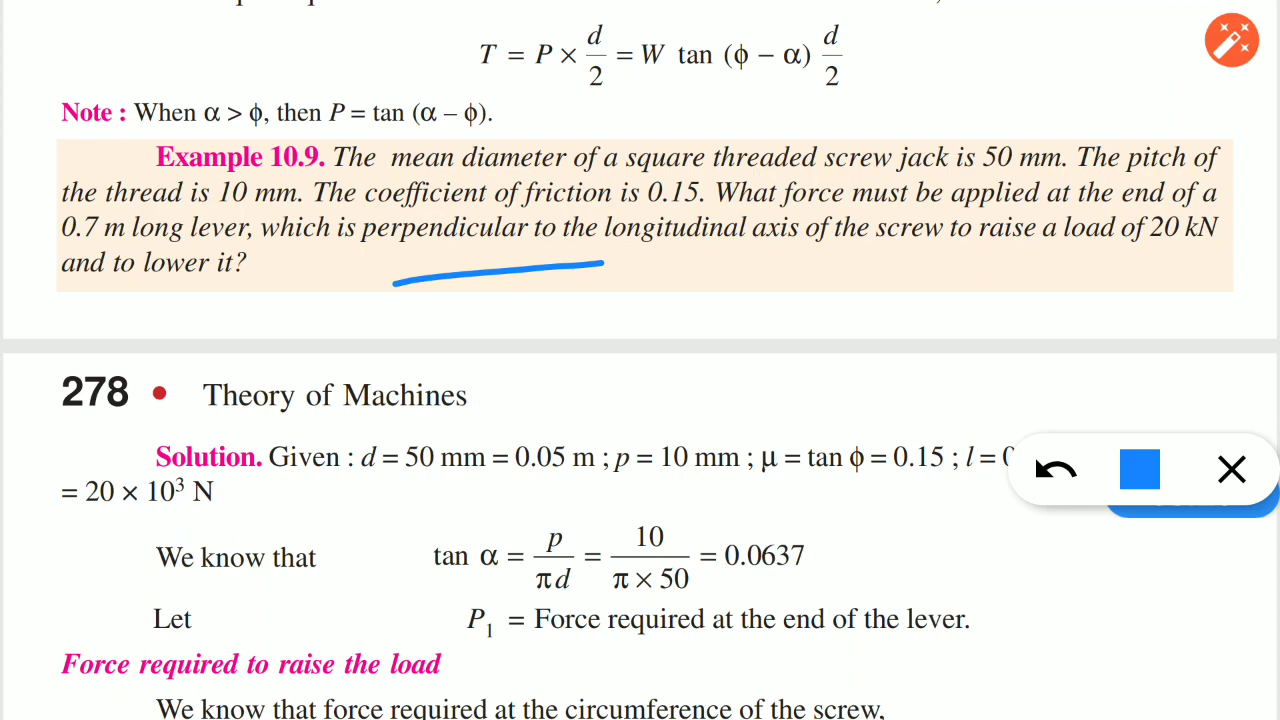 T = P × d/2 = W tan (ϕ – α) d/2
Note : When α > ϕ, then P = tan (α – ϕ).
Example 10.9. The mean diameter of a square threaded screw jack is 50 mm. The pitch of
the thread is 10 mm. The coefficient of friction is 0.15. What force must be applied at the end of a
0.7 m long lever, which is perpendicular to the longitudinal axis of the screw to raise a load of 20 kN
and to lower it?
278 • Theory of Machines
Solution. Given : d = 50 mm = 0.05 m ; p = 10 mm ; μ = tan ϕ = 0.15 ; l =
= 20 × 10³ N
We know that tan α = p/πd = 10/π × 50 = 0.0637
Let P₁ = Force required at the end of the lever.
Force required to raise the load
We know that force required at the circumference of the screw,